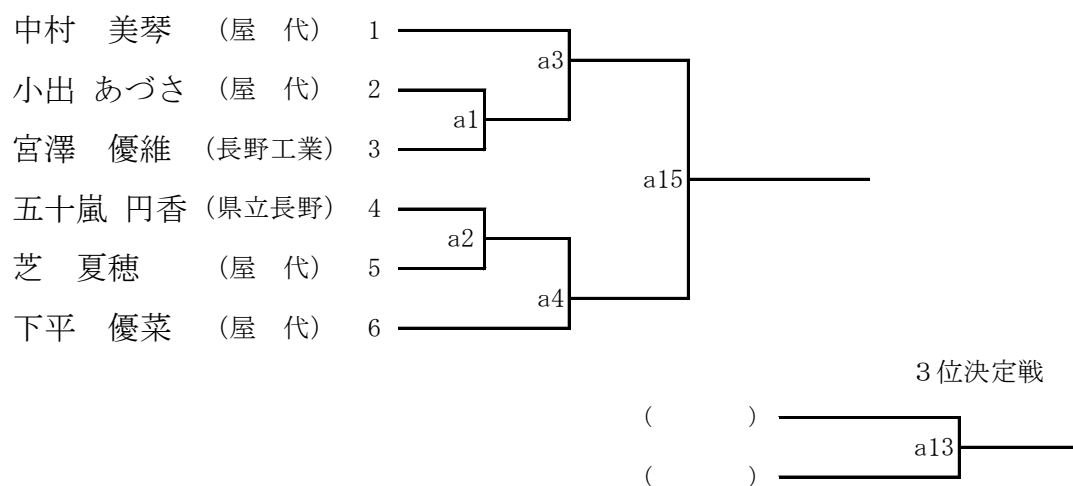 中村　美琴　（屋　代）　1
a3
小出 あづさ　（屋　代）　2
a1
宮澤　優維　（長野工業）　3
a15
五十嵐 円香（県立長野）　4
a2
芝　夏穂　（屋　代）　5
a4
下平　優菜　（屋　代）　6
３位決定戦
（　　　　）
a13
（　　　　）